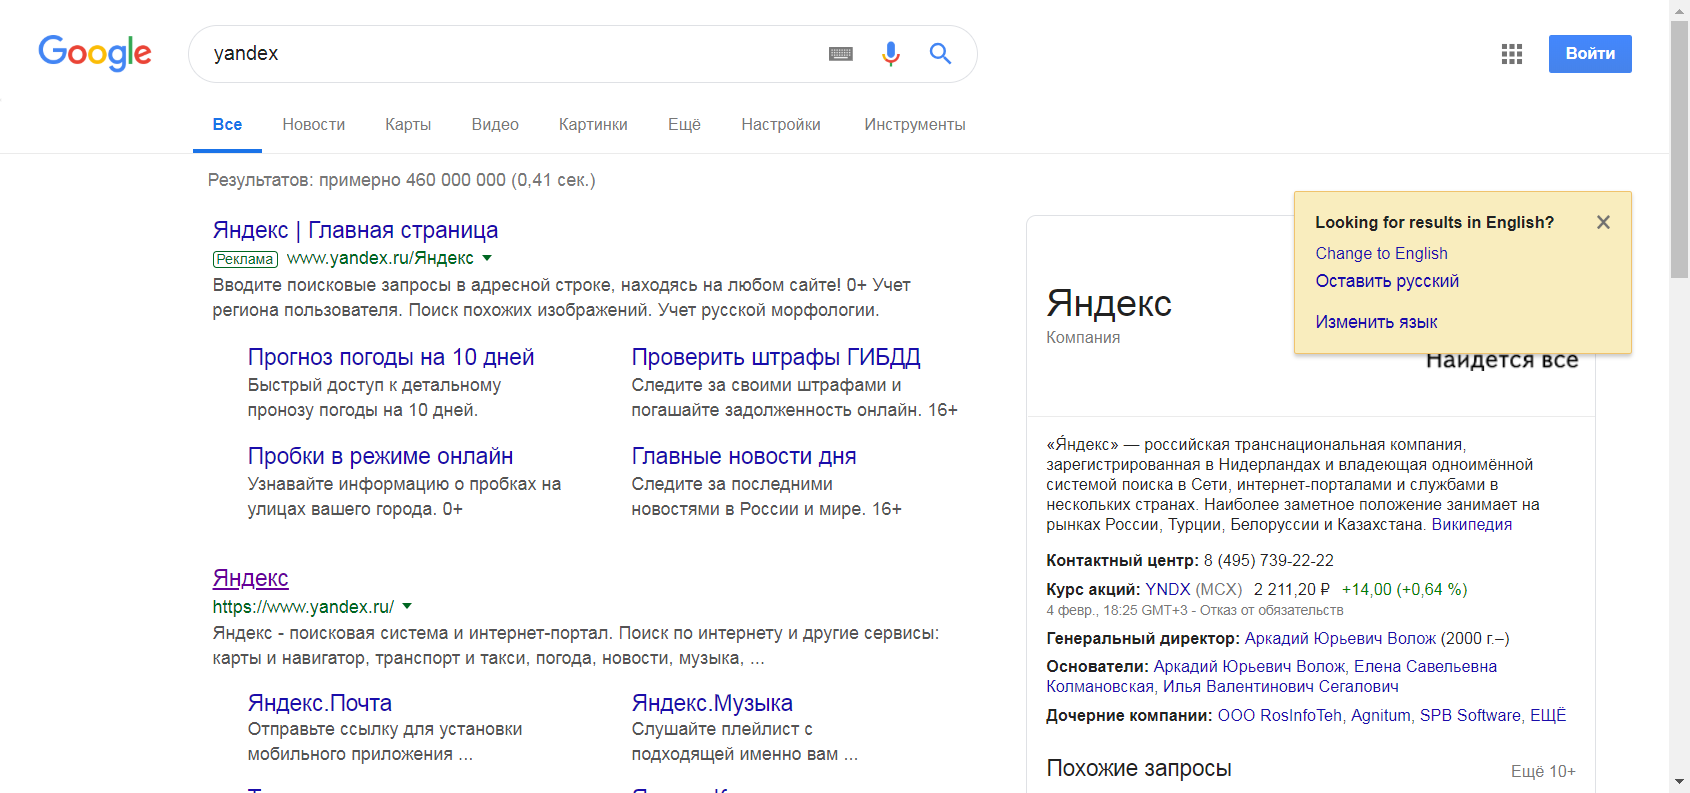 Google
yandex
Войти
Все Новости Карты Видео Картинки Ещё Настройки Инструменты
Результатов: примерно 460 000 000 (0,41 сек.)
Яндекс | Главная страница
Реклама www.yandex.ru/Яндекс
Вводите поисковые запросы в адресной строке, находясь на любом сайте! 0+ Учет
региона пользователя. Поиск похожих изображений. Учет русской морфологии.
Прогноз погоды на 10 дней
Быстрый доступ к детальному
пронозу погоды на 10 дней.
Проверить штрафы ГИБДД
Следите за своими штрафами и
погашайте задолженность онлайн. 16+
Пробки в режиме онлайн
Узнавайте информацию о пробках на
улицах вашего города. 0+
Главные новости дня
Следите за последними
новостями в России и мире. 16+
Яндекс
https://www.yandex.ru/
Яндекс - поисковая система и интернет-портал. Поиск по интернету и другие сервисы:
карты и навигатор, транспорт и такси, погода, новости, музыка, ...
Яндекс.Почта
Отправьте ссылку для установки
мобильного приложения ...
Яндекс.Музыка
Слушайте плейлист с
подходящей именно вам ...
Looking for results in English?
Change to English
Оставить русский
Изменить язык
Яндекс
Компания
Найдётся всё
«Я́ндекс» — российская транснациональная компания,
зарегистрированная в Нидерландах и владеющая одноимённой
системой поиска в Сети, интернет-порталами и службами в
нескольких странах. Наиболее заметное положение занимает на
рынках России, Турции, Белоруссии и Казахстана. Википедия
Контактный центр: 8 (495) 739-22-22
Курс акций: YNDX (MCX) 2 211,20 ₽ +14,00 (+0,64 %)
4 февр., 18:25 GMT+3 - Отказ от обязательств
Генеральный директор: Аркадий Юрьевич Волож (2000 г.–)
Основатели: Аркадий Юрьевич Волож, Елена Савельевна
Колмановская, Илья Валентинович Сегалович
Дочерние компании: ООО RosInfoTeh, Agnitum, SPB Software, ЕЩЁ
Похожие запросы
Ещё 10+